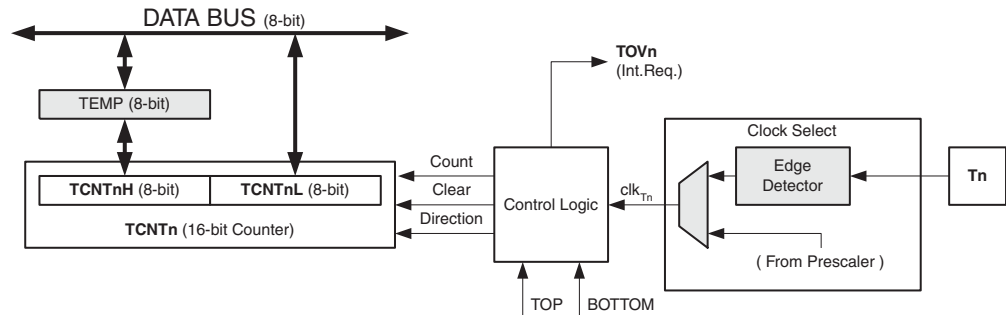 DATA BUS (8-bit)
TEMP (8-bit)
TCNTnH (8-bit)
TCNTnL (8-bit)
TCNTn (16-bit Counter)
Count
Clear
Direction
Control Logic
TOVn
(Int.Req.)
TOP
BOTTOM
clkTn
Clock Select
Edge
Detector
( From Prescaler )
Tn